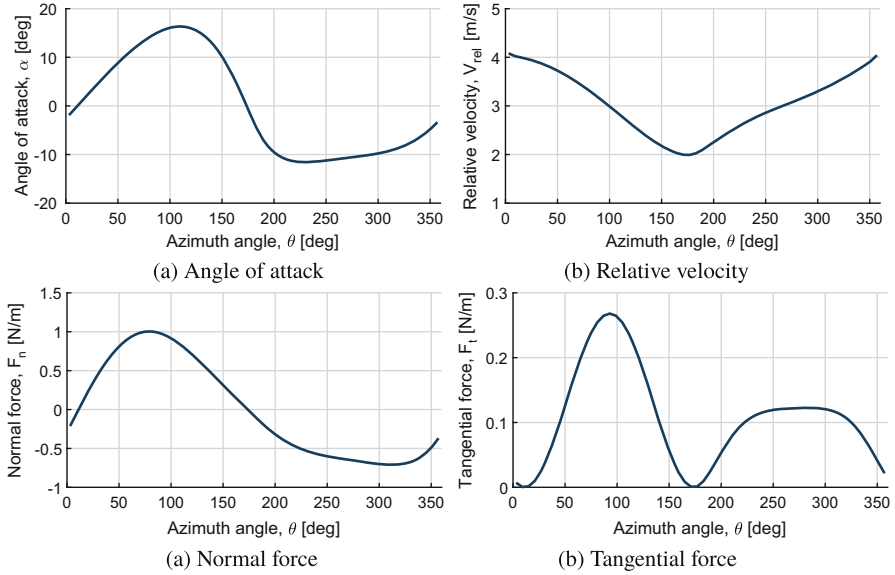 20
10
0
-10
-20
Angle of attack, α [deg]
0 50 100 150 200 250 300 350
Azimuth angle, θ [deg]
(a) Angle of attack
5
4
3
2
1
Relative velocity, V_rel [m/s]
0 50 100 150 200 250 300 350
Azimuth angle, θ [deg]
(b) Relative velocity
1.5
1
0.5
0
-0.5
-1
Normal force, F_n [N/m]
0 50 100 150 200 250 300 350
Azimuth angle, θ [deg]
(a) Normal force
0.3
0.2
0.1
0
Tangential force, F_t [N/m]
0 50 100 150 200 250 300 350
Azimuth angle, θ [deg]
(b) Tangential force